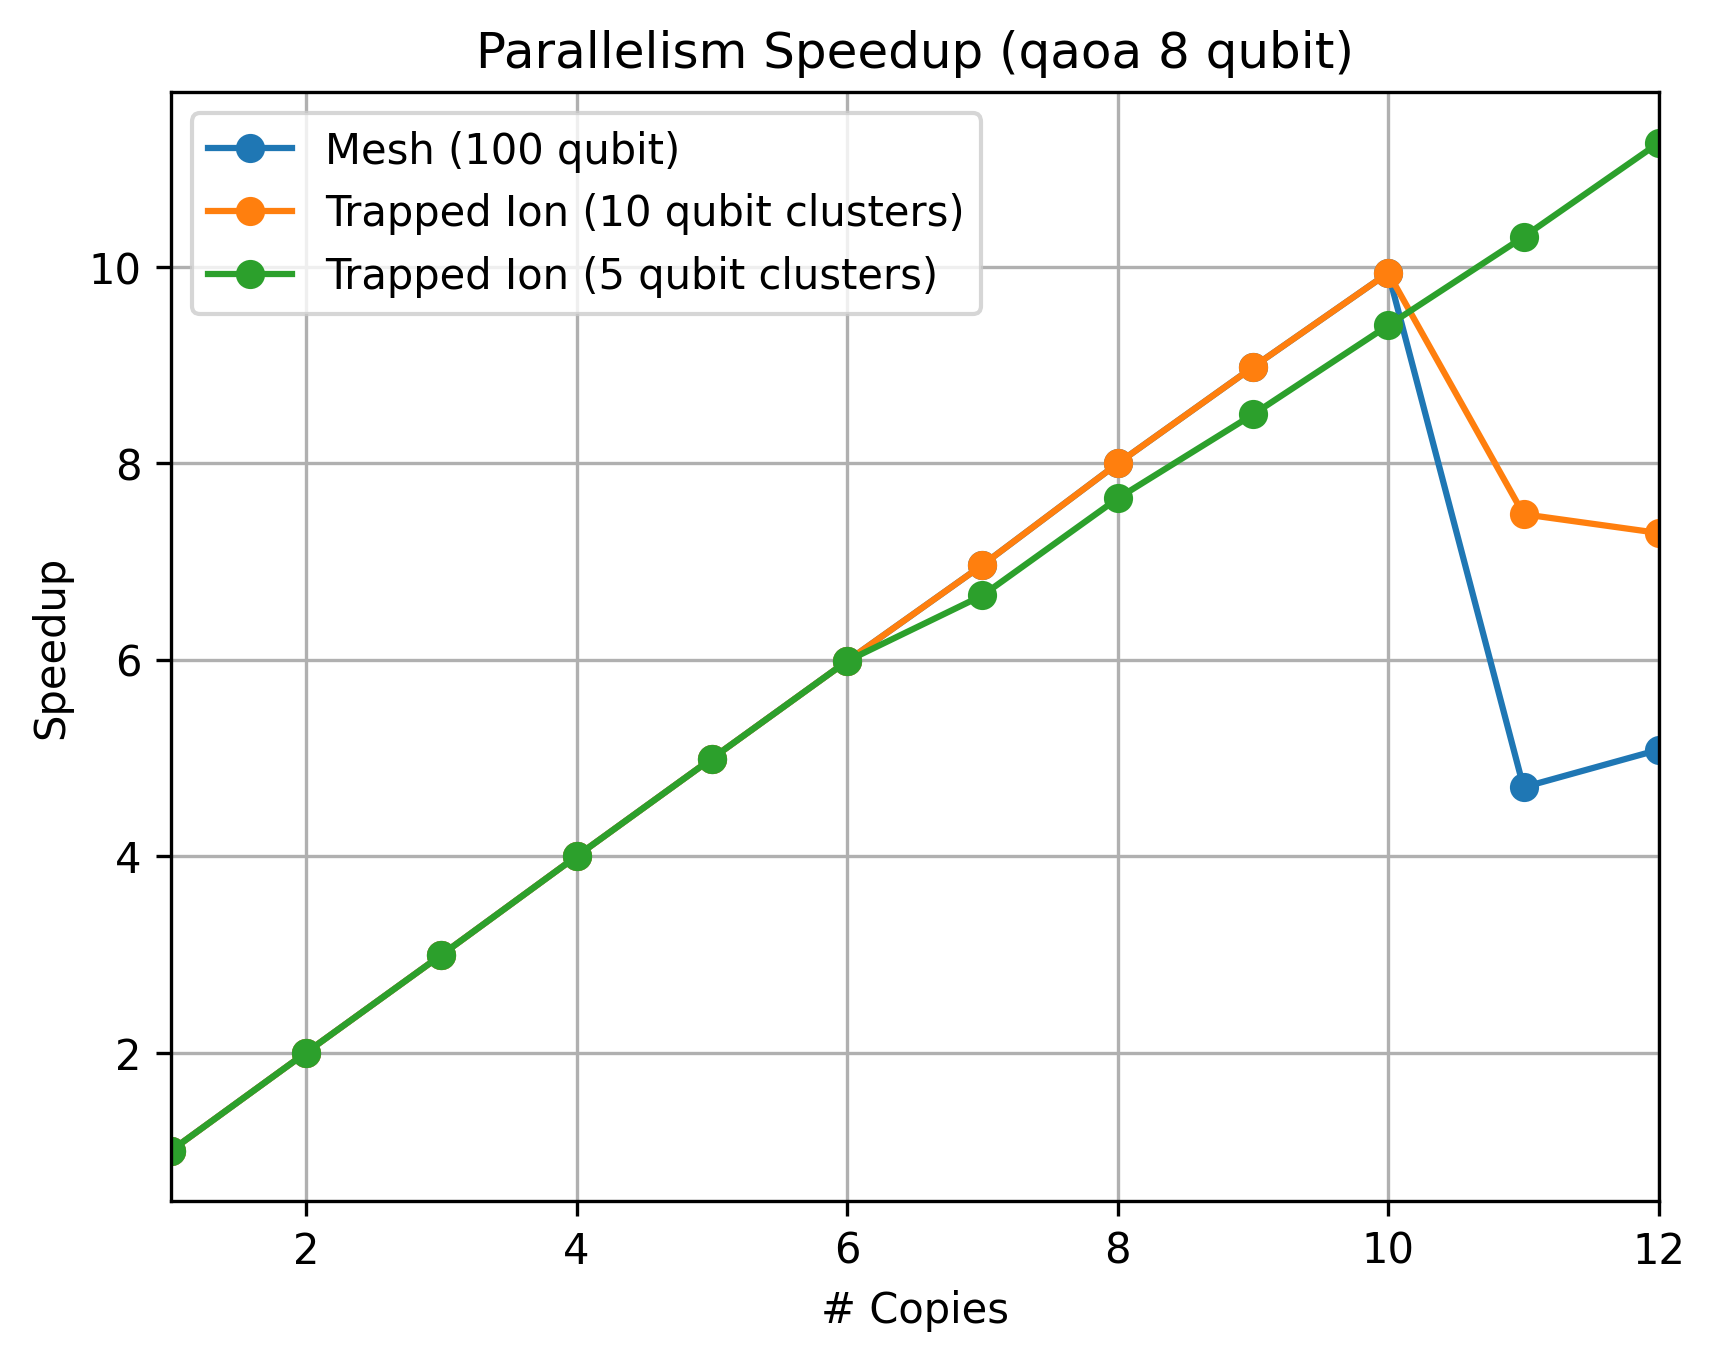 Parallelism Speedup (qaoa 8 qubit)
Mesh (100 qubit)
Trapped Ion (10 qubit clusters)
Trapped Ion (5 qubit clusters)
Speedup
10
8
6
4
2
2
4
6
8
10
12
# Copies